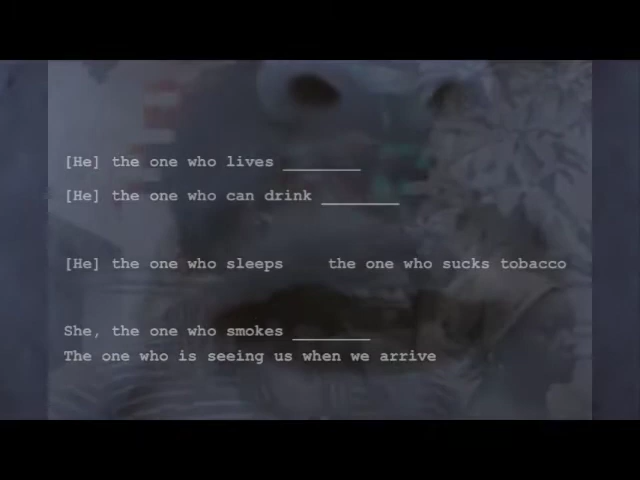 [He] the one who lives ________
[He] the one who can drink ________
[He] the one who sleeps the one who sucks tobacco
She, the one who smokes ________
The one who is seeing us when we arrive